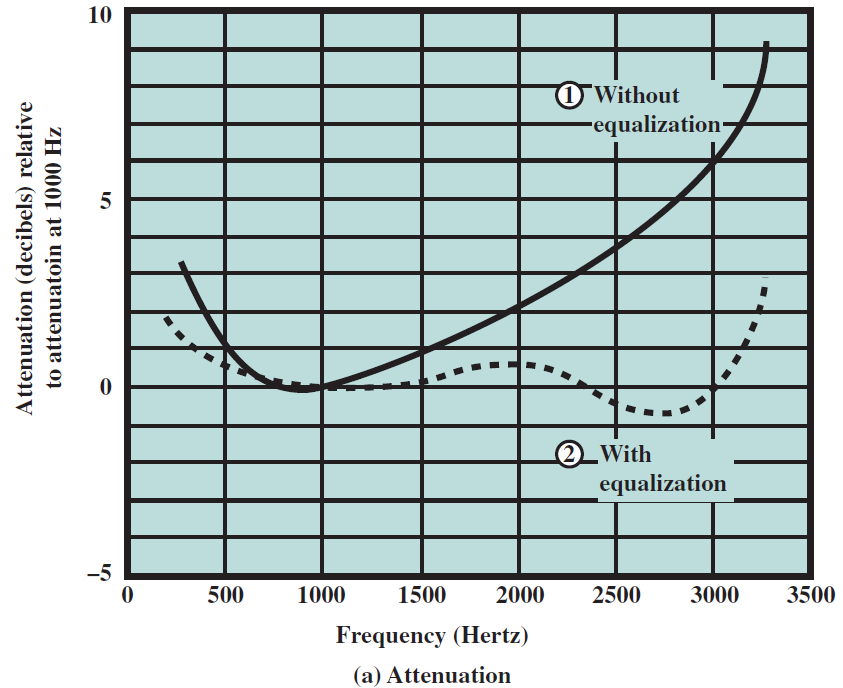 10
① Without
equalization
5
0
② With
equalization
–5
Attenuation (decibels) relative
to attenuatoin at 1000 Hz
0 500 1000 1500 2000 2500 3000 3500
Frequency (Hertz)
(a) Attenuation